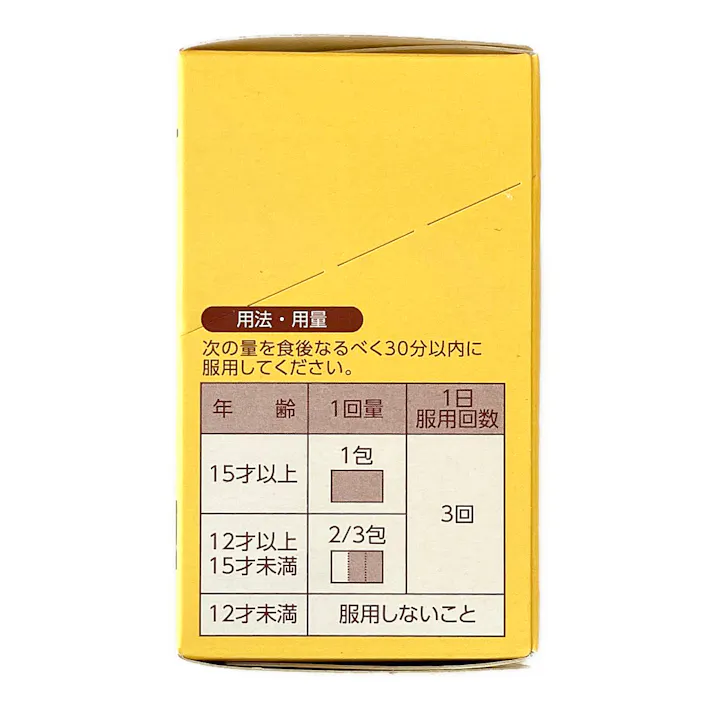 用法・用量
次の量を食後なるべく30分以内に
服用してください。
年 齢 1回量 1日
服用回数
15才以上 1包
3回
12才以上
15才未満 2/3包
12才未満 服用しないこと